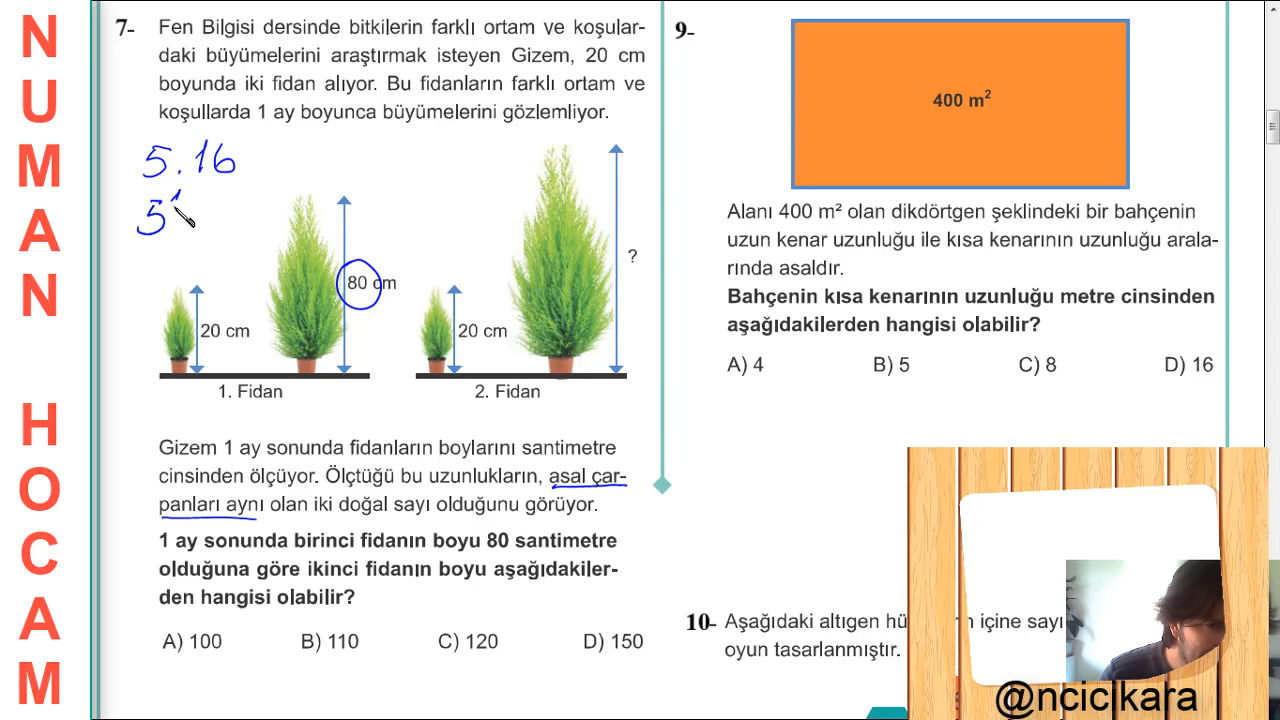 NUMAN HOCAM
7- Fen Bilgisi dersinde bitkilerin farklı ortam ve koşular-
daki büyümelerini araştırmak isteyen Gizem, 20 cm
boyunda iki fidan alıyor. Bu fidanların farklı ortam ve
koşullarda 1 ay boyunca büyümelerini gözlemliyor.
5.16
5¹
20 cm
80 cm
20 cm
?
1. Fidan
2. Fidan
Gizem 1 ay sonunda fidanların boylarını santimetre
cinsinden ölçüyor. Ölçtüğü bu uzunlukların, asal çar-
panları aynı olan iki doğal sayı olduğunu görüyor.
1 ay sonunda birinci fidanın boyu 80 santimetre
olduğuna göre ikinci fidanın boyu aşağıdakiler-
den hangisi olabilir?
A) 100 B) 110 C) 120 D) 150
9-
400 m²
Alanı 400 m² olan dikdörtgen şeklindeki bir bahçenin
uzun kenar uzunluğu ile kısa kenarının uzunluğu arala-
rında asaldır.
Bahçenin kısa kenarının uzunluğu metre cinsinden
aşağıdakilerden hangisi olabilir?
A) 4 B) 5 C) 8 D) 16
10- Aşağıdaki altıgen içine sayı
oyun tasarlanmıştır.
@ncicikara